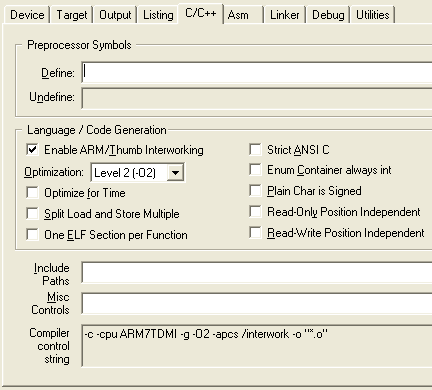 Device Target Output Listing C/C++ Asm Linker Debug Utilities
Preprocessor Symbols
Define:
Undefine:
Language / Code Generation
Enable ARM/Thumb Interworking Strict ANSI C
Optimization: Level 2 (-O2) Enum Container always int
Optimize for Time Plain Char is Signed
Split Load and Store Multiple Read-Only Position Independent
One ELF Section per Function Read-Write Position Independent
Include
Paths
Misc
Controls
Compiler
control
string
-c -cpu ARM7TDMI -g -O2 -apcs /interwork -o "*.o"